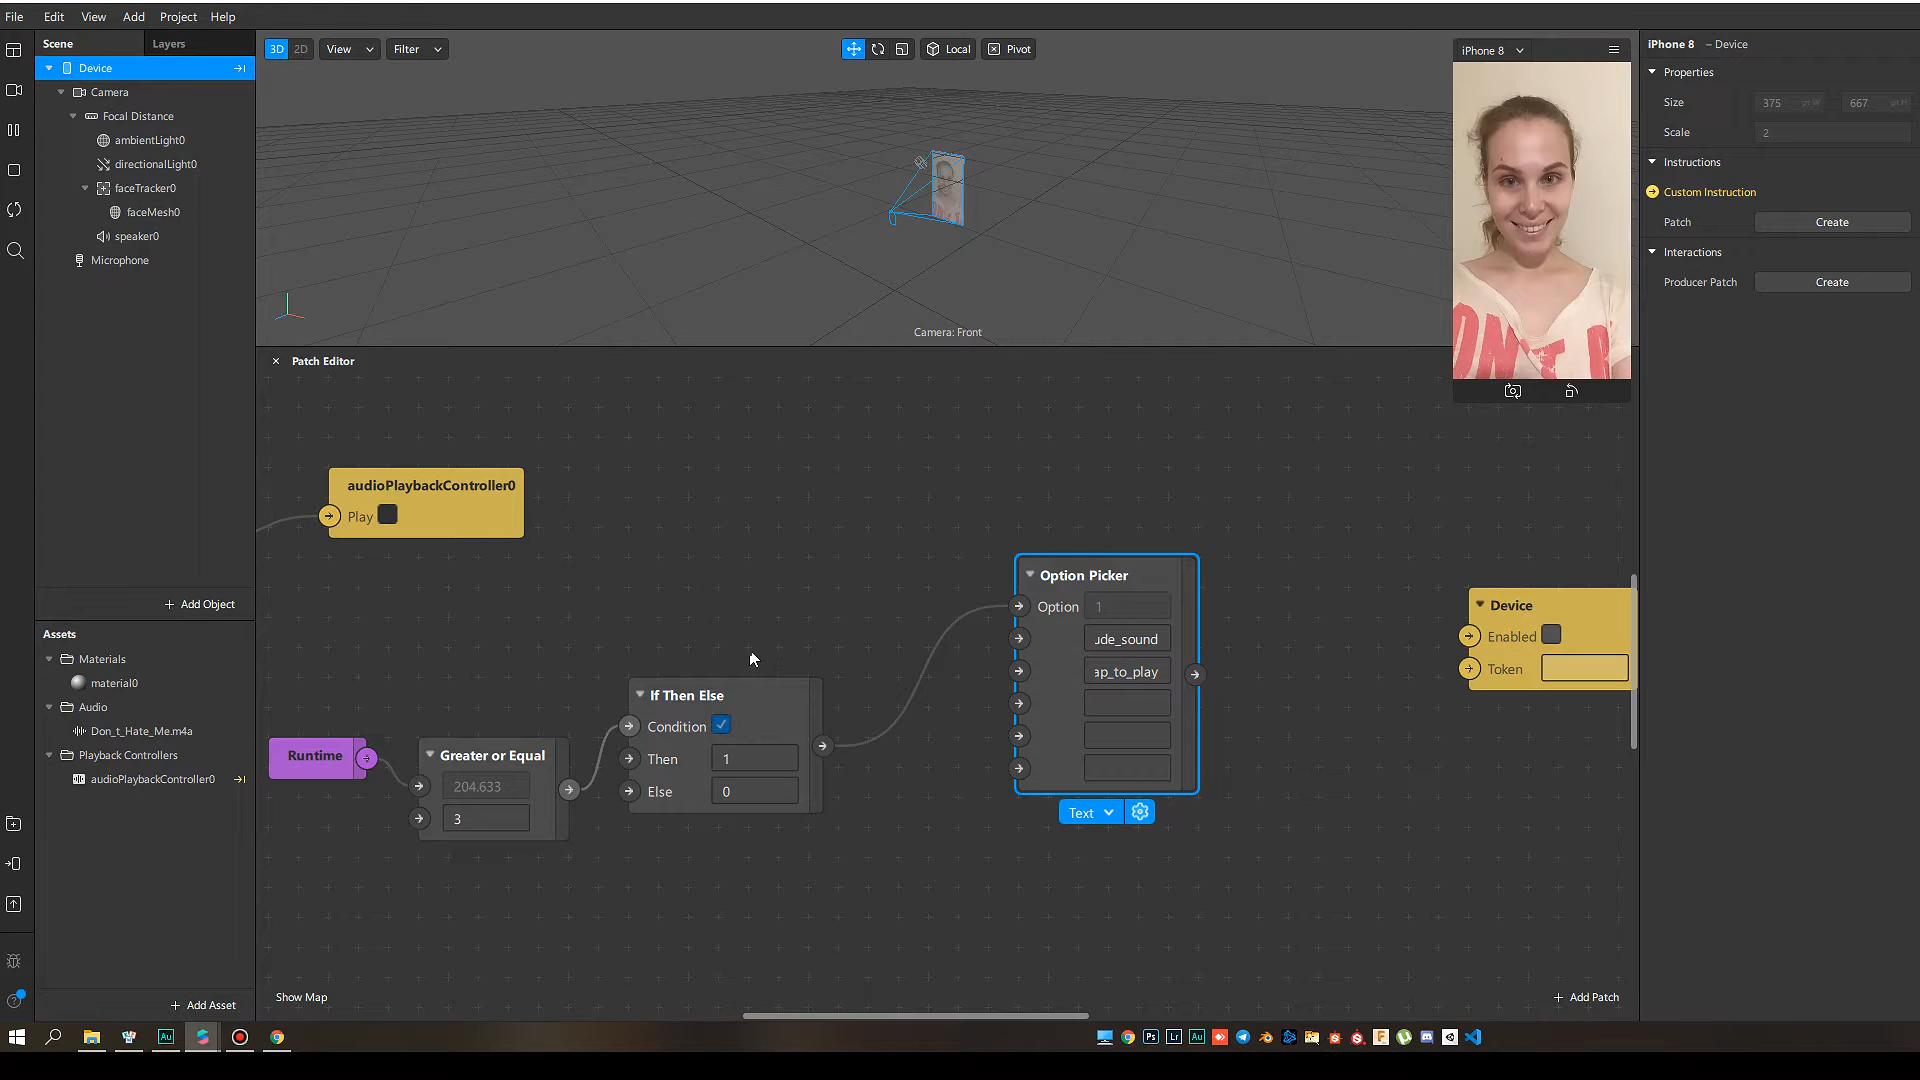 File Edit View Add Project Help
Scene Layers
Device
Camera
Focal Distance
ambientLight0
directionalLight0
faceTracker0
faceMesh0
speaker0
Microphone
+ Add Object
Assets
Materials
material0
Audio
Don_t_Hate_Me.m4a
Playback Controllers
audioPlaybackController0
+ Add Asset
3D 2D View Filter
Local Pivot
Camera: Front
iPhone 8
× Patch Editor
audioPlaybackController0
Play
Runtime
Greater or Equal
204.633
3
If Then Else
Condition
Then 1
Else 0
Option Picker
Option 1
ude_sound
ap_to_play
Text
Device
Enabled
Token
Show Map
+ Add Patch
iPhone 8 – Device
Properties
Size 375 667
Scale 2
Instructions
Custom Instruction
Patch Create
Interactions
Producer Patch Create
Au
Ps Lr Au